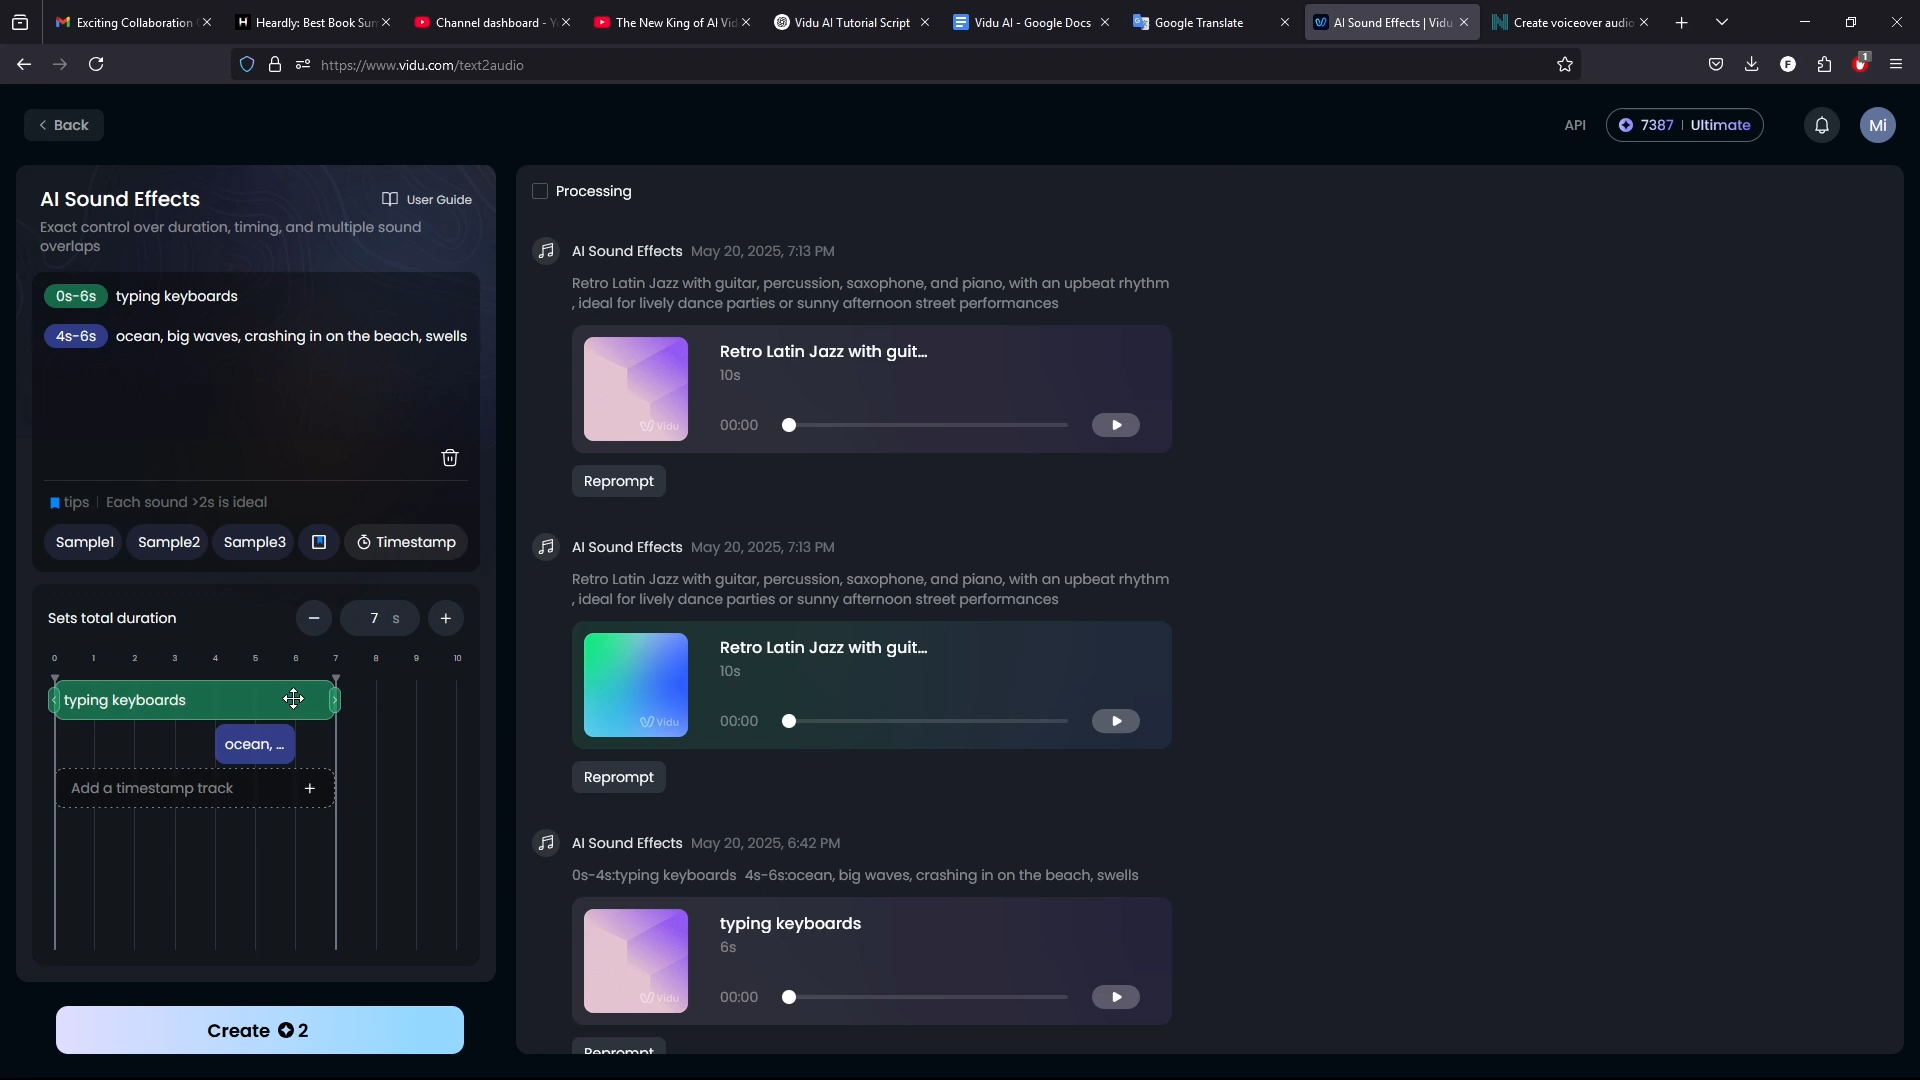 Exciting Collaboration
Heardly: Best Book Sum
Channel dashboard - Y
The New King of AI Vid
Vidu AI Tutorial Script
Vidu AI - Google Docs
Google Translate
AI Sound Effects | Vidu
Create voiceover audio
https://www.vidu.com/text2audio
1
Back
API
7387 | Ultimate
Mi
AI Sound Effects
User Guide
Exact control over duration, timing, and multiple sound
overlaps
0s-6s typing keyboards
4s-6s ocean, big waves, crashing in on the beach, swells
tips | Each sound >2s is ideal
Sample1 Sample2 Sample3 Timestamp
Sets total duration
− 7 s +
0 1 2 3 4 5 6 7 8 9 10
typing keyboards
ocean, ...
Add a timestamp track +
Create 2
Processing
AI Sound Effects May 20, 2025, 7:13 PM
Retro Latin Jazz with guitar, percussion, saxophone, and piano, with an upbeat rhythm
, ideal for lively dance parties or sunny afternoon street performances
Retro Latin Jazz with guit...
10s
00:00
Vidu
Reprompt
AI Sound Effects May 20, 2025, 7:13 PM
Retro Latin Jazz with guitar, percussion, saxophone, and piano, with an upbeat rhythm
, ideal for lively dance parties or sunny afternoon street performances
Retro Latin Jazz with guit...
10s
00:00
Vidu
Reprompt
AI Sound Effects May 20, 2025, 6:42 PM
0s-4s:typing keyboards 4s-6s:ocean, big waves, crashing in on the beach, swells
typing keyboards
6s
00:00
Vidu
Reprompt